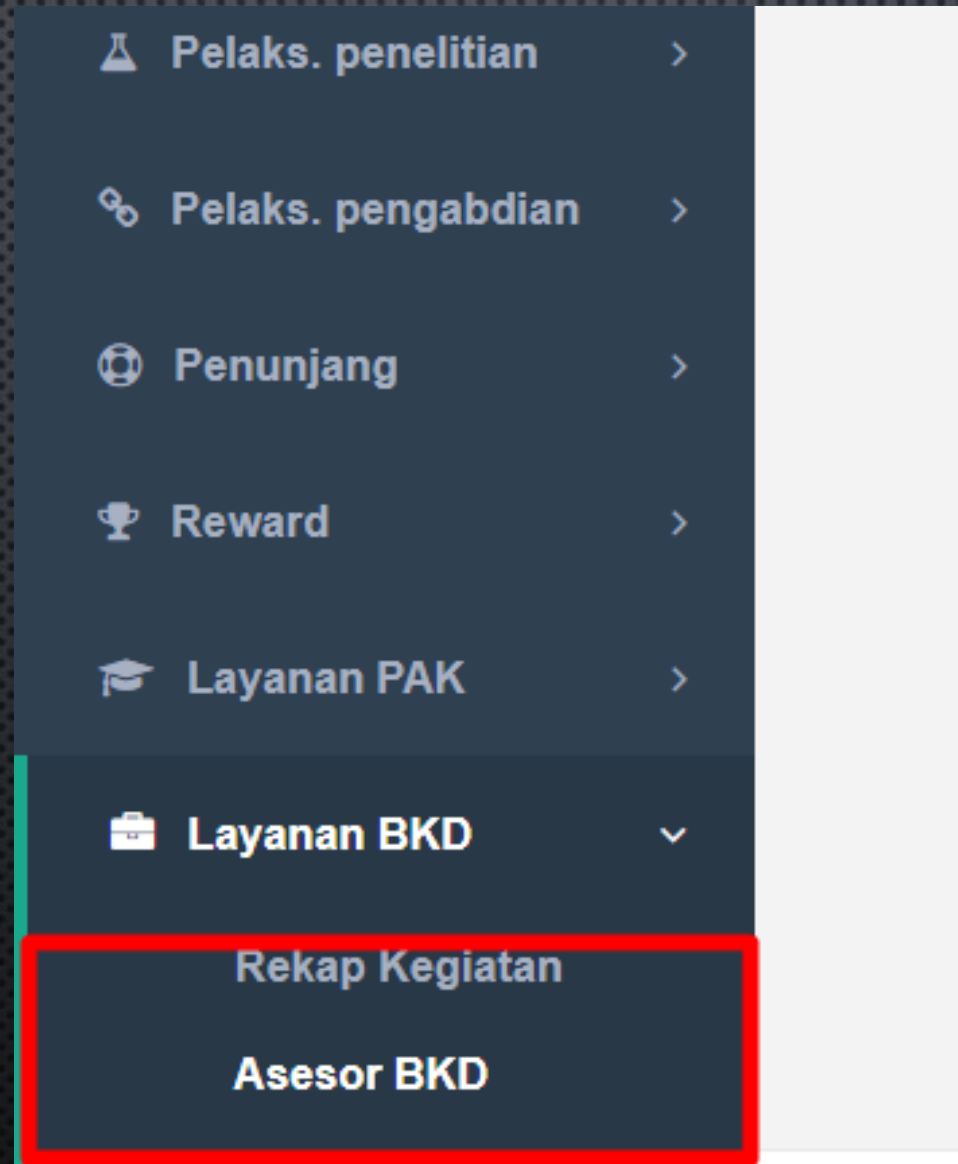 Pelaks. penelitian
Pelaks. pengabdian
Penunjang
Reward
Layanan PAK
Layanan BKD
Rekap Kegiatan
Asesor BKD